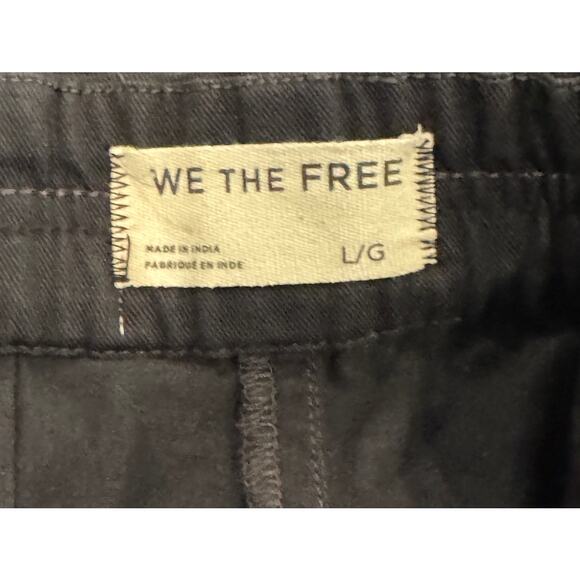 WE THE FREE
MADE IN INDIA
FABRIQUÉ EN INDE
L/G